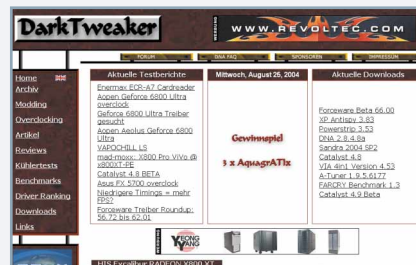 DarkTweaker
WERBUNG
WWW.REVOLTEC.COM
FORUM
DNA FAQ
SPONSOREN
IMPRESSUM
Home
Archiv
Modding
Overclocking
Artikel
Reviews
Kühlertests
Benchmarks
Driver Ranking
Downloads
Links
Aktuelle Testberichte
Enermax ECR-A7 Cardreader
Aopen Geforce 6800 Ultra
overclock
Geforce 6800 Ultra Treiber
gesucht
Aopen Aeolus Geforce 6800
Ultra
VAPOCHILL LS
mad-moxx: X800 Pro ViVo @
x800XT-PE
Catalyst 4.8 BETA
Asus FX 5700 overclock
Niedrigere Timings = mehr
FPS?
Forceware Treiber Roundup:
56.72 bis 62.01
Mittwoch, August 25, 2004
Gewinnspiel
3 x AquagrATIx
Aktuelle Downloads
Forceware Beta 66.00
XP Antispy 3.83
Powerstrip 3.53
DNA 2.8.4.8a
Sandra 2004 SP2
Catalyst 4.8
VIA 4in1 Version 4.53
A-Tuner 1.9.5.6177
FARCRY Benchmark 1.3
Catalyst 4.9 Beta
WERBUNG
YEONG
YANG
HIS Excalibur RADEON X800 XT